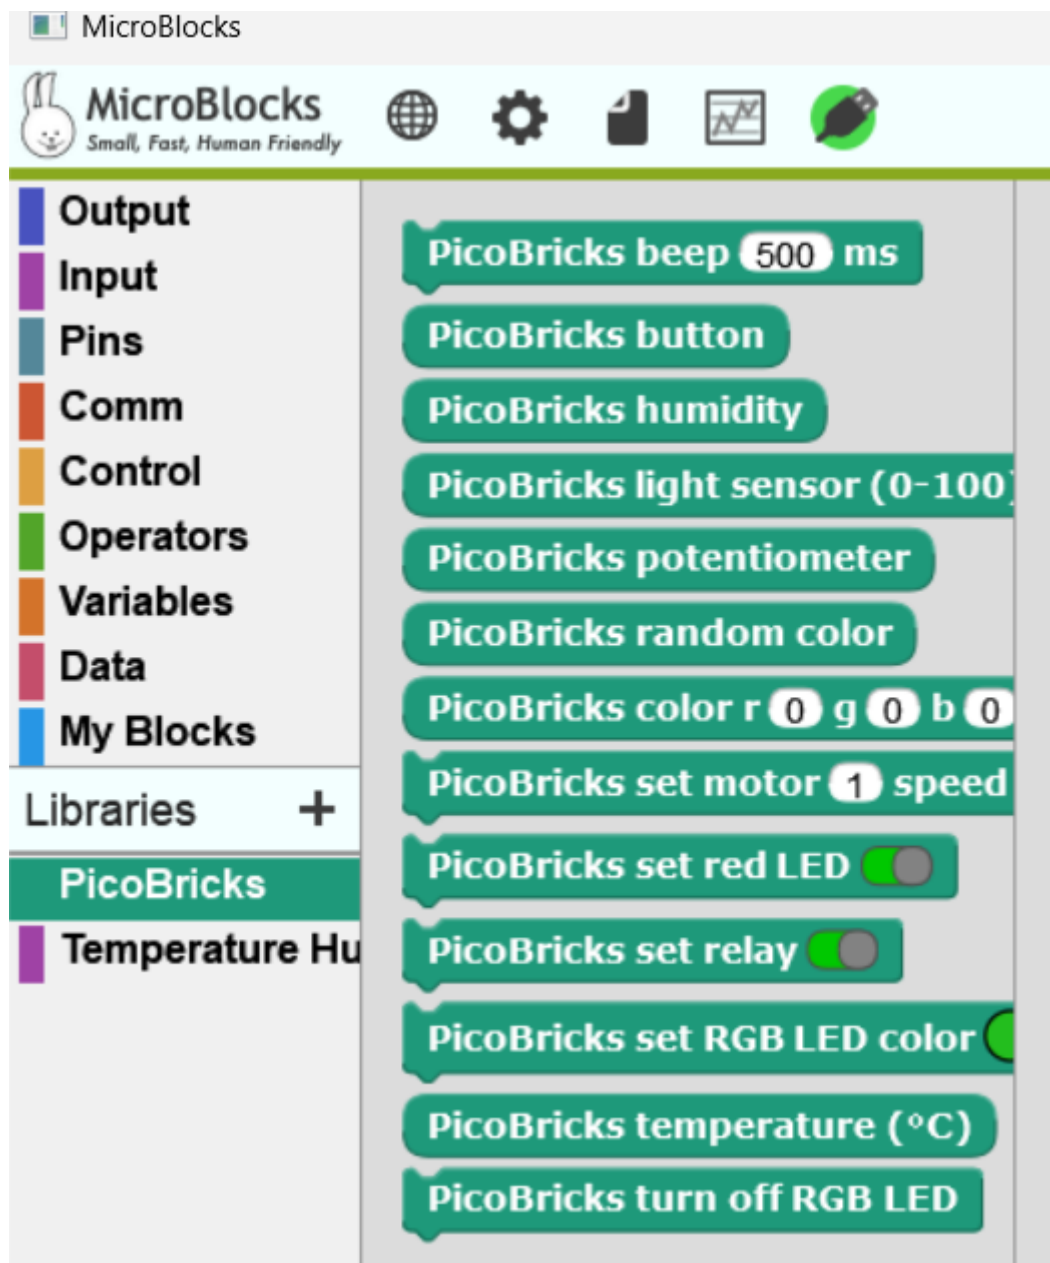 MicroBlocks
MicroBlocks
Small, Fast, Human Friendly
Output
Input
Pins
Comm
Control
Operators
Variables
Data
My Blocks
Libraries +
PicoBricks
Temperature Hu
PicoBricks beep 500 ms
PicoBricks button
PicoBricks humidity
PicoBricks light sensor (0-100)
PicoBricks potentiometer
PicoBricks random color
PicoBricks color r 0 g 0 b 0
PicoBricks set motor 1 speed
PicoBricks set red LED
PicoBricks set relay
PicoBricks set RGB LED color
PicoBricks temperature (ºC)
PicoBricks turn off RGB LED